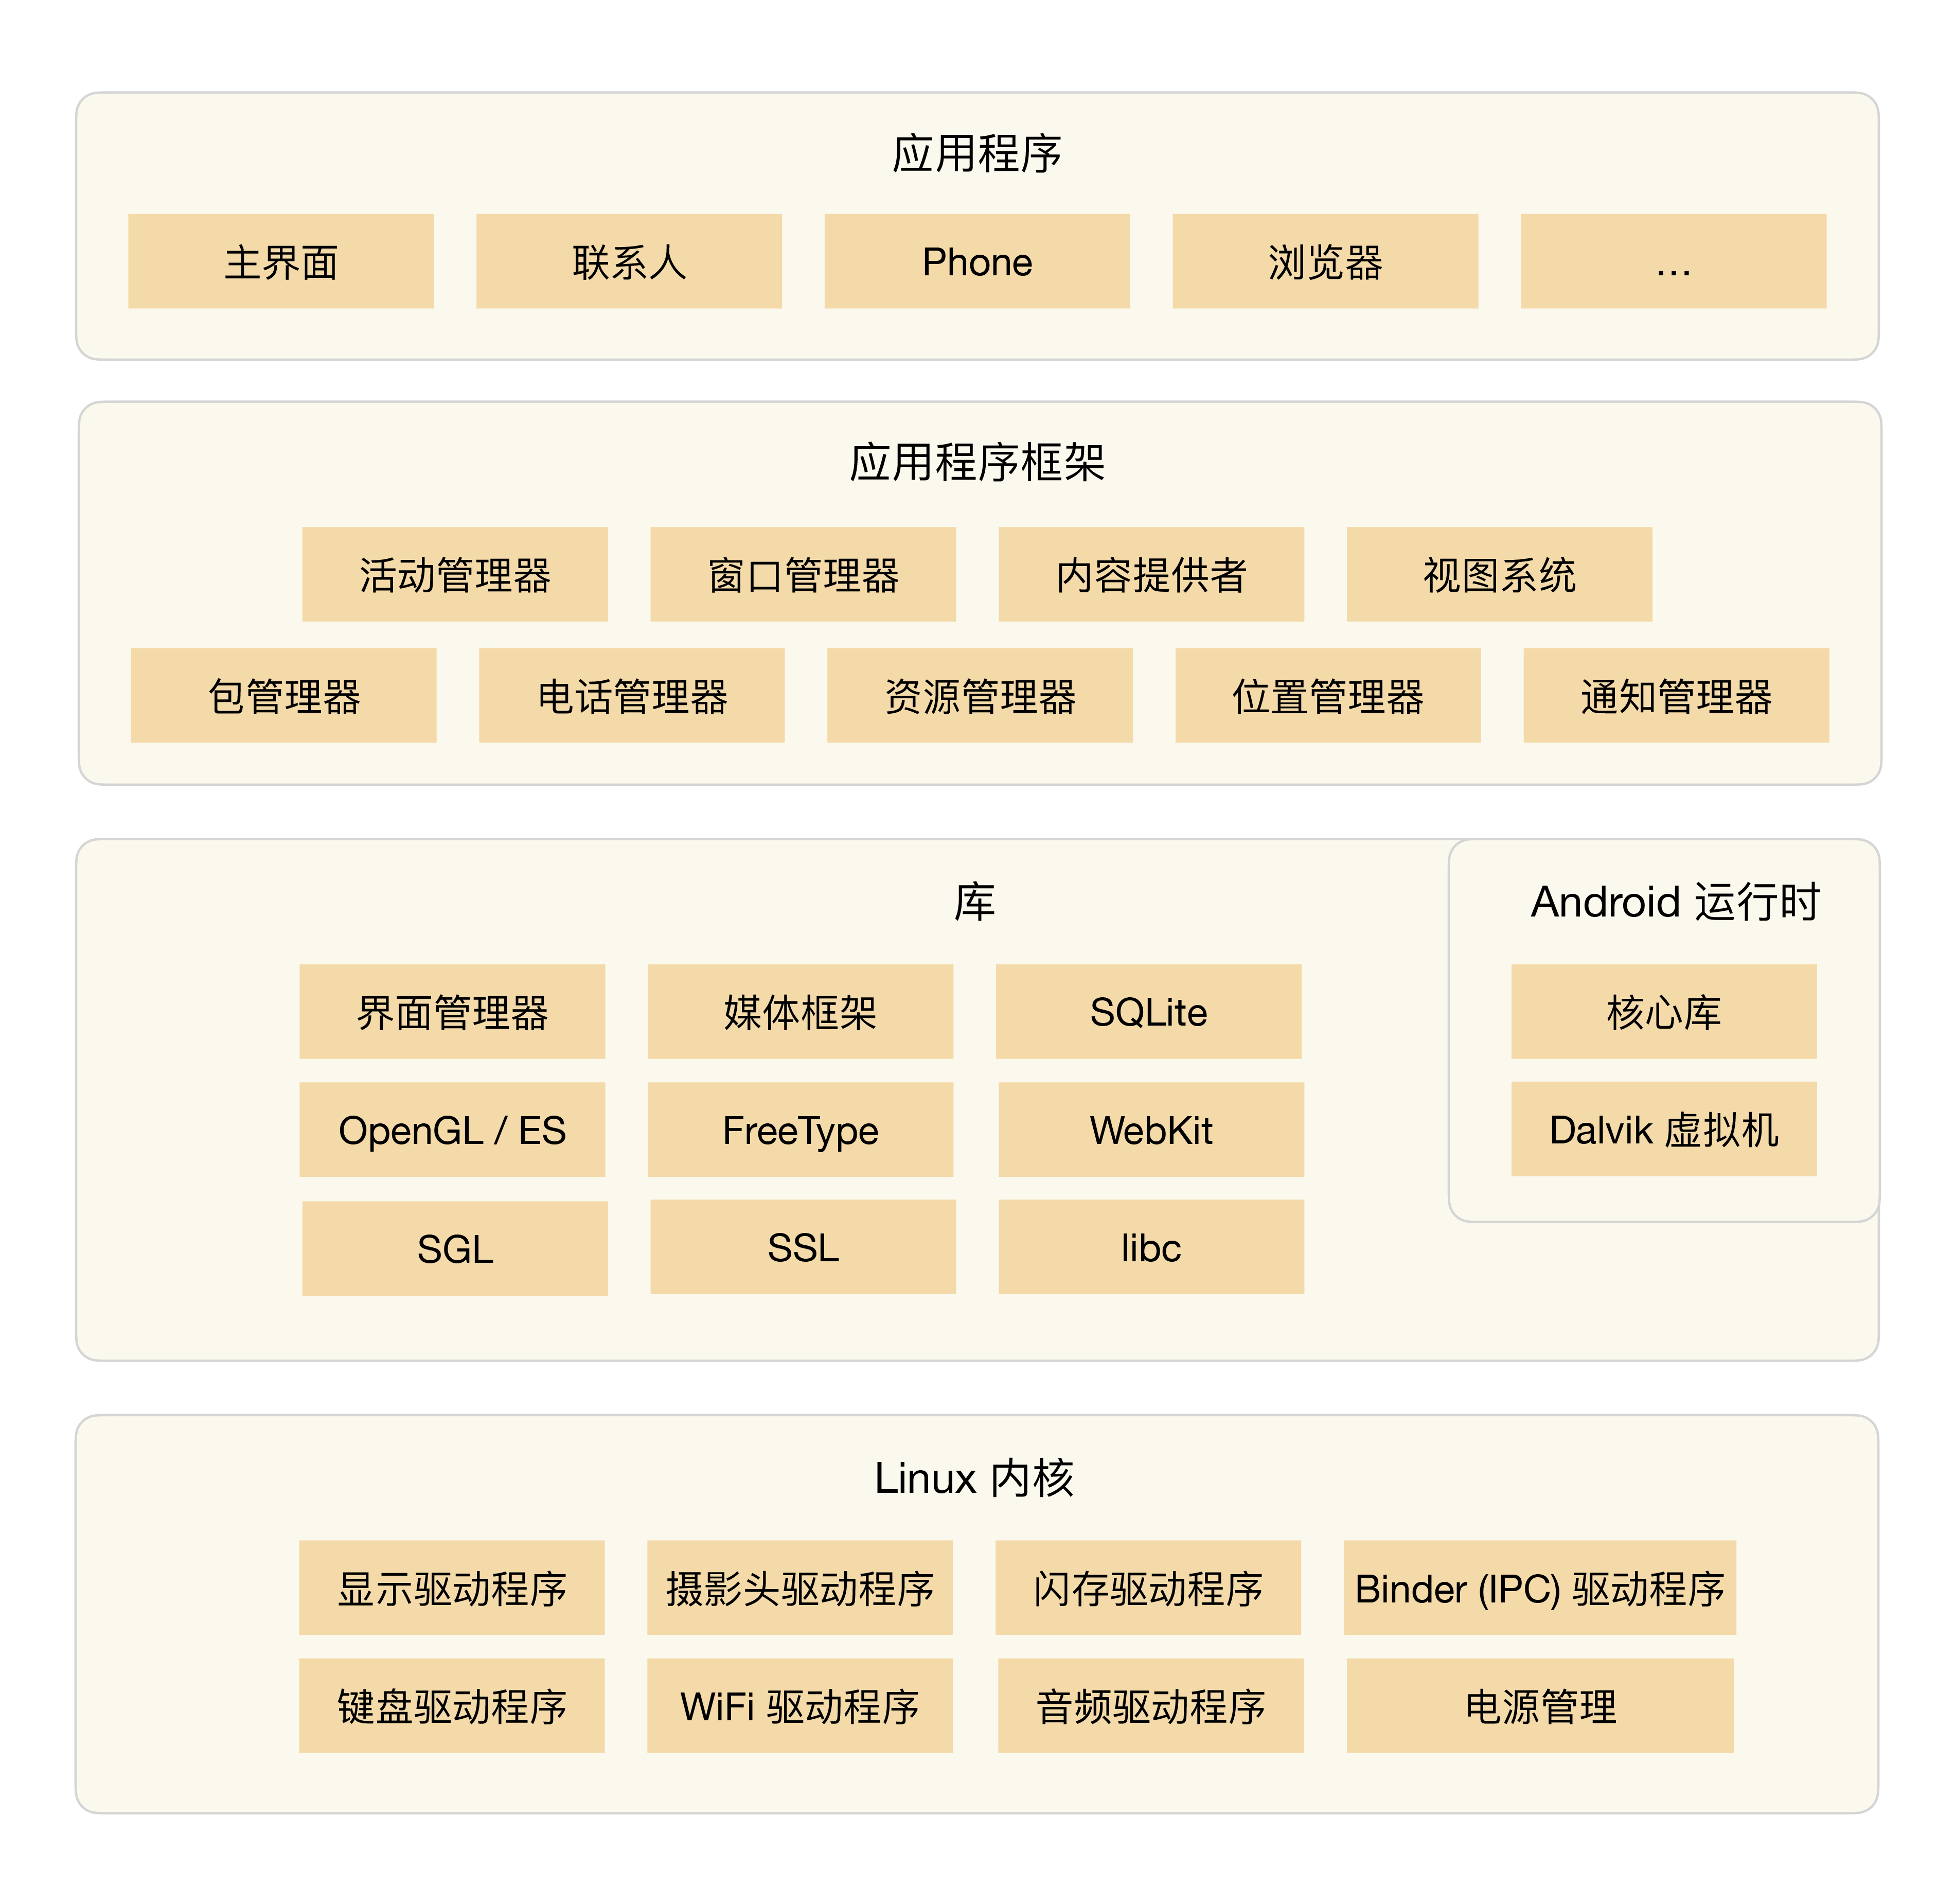 应用程序
主界面
联系人
Phone
浏览器
...
应用程序框架
活动管理器
窗口管理器
内容提供者
视图系统
包管理器
电话管理器
资源管理器
位置管理器
通知管理器
库
界面管理器
媒体框架
SQLite
OpenGL / ES
FreeType
WebKit
SGL
SSL
libc
Android 运行时
核心库
Dalvik 虚拟机
Linux 内核
显示驱动程序
摄影头驱动程序
闪存驱动程序
Binder (IPC) 驱动程序
键盘驱动程序
WiFi 驱动程序
音频驱动程序
电源管理